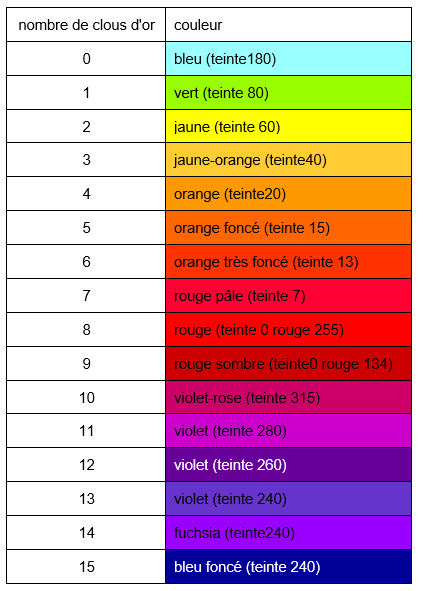 nombre de clous d'or couleur
0 bleu (teinte180)
1 vert (teinte 80)
2 jaune (teinte 60)
3 jaune-orange (teinte40)
4 orange (teinte20)
5 orange foncé (teinte 15)
6 orange très foncé (teinte 13)
7 rouge pâle (teinte 7)
8 rouge (teinte 0 rouge 255)
9 rouge sombre (teinte0 rouge 134)
10 violet-rose (teinte 315)
11 violet (teinte 280)
12 violet (teinte 260)
13 violet (teinte 240)
14 fuchsia (teinte240)
15 bleu foncé (teinte 240)